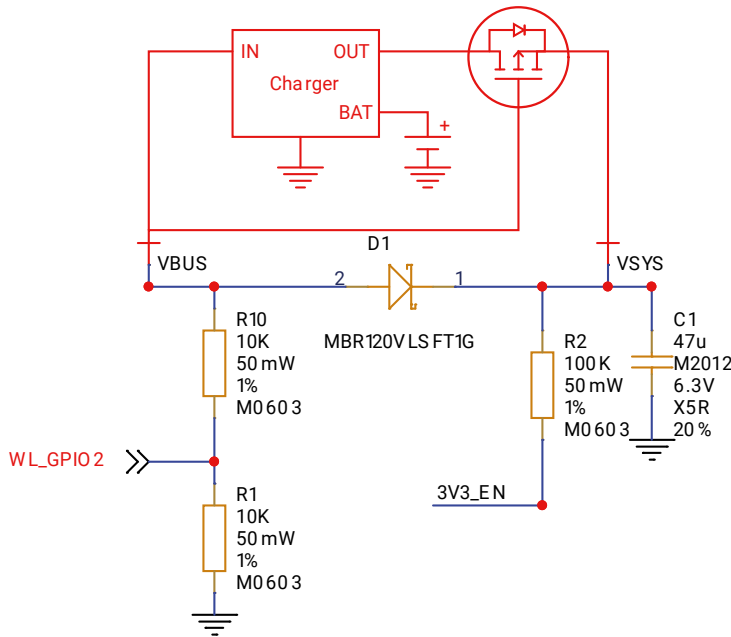 IN
OUT
Charger
BAT
+
VBUS
D1
VSYS
2
1
MBR120VLSFT1G
R10
10K
50mW
1%
M0603
R2
100K
50mW
1%
M0603
C1
47u
M2012
6.3V
X5R
20%
WL_GPIO2
R1
10K
50mW
1%
M0603
3V3_EN